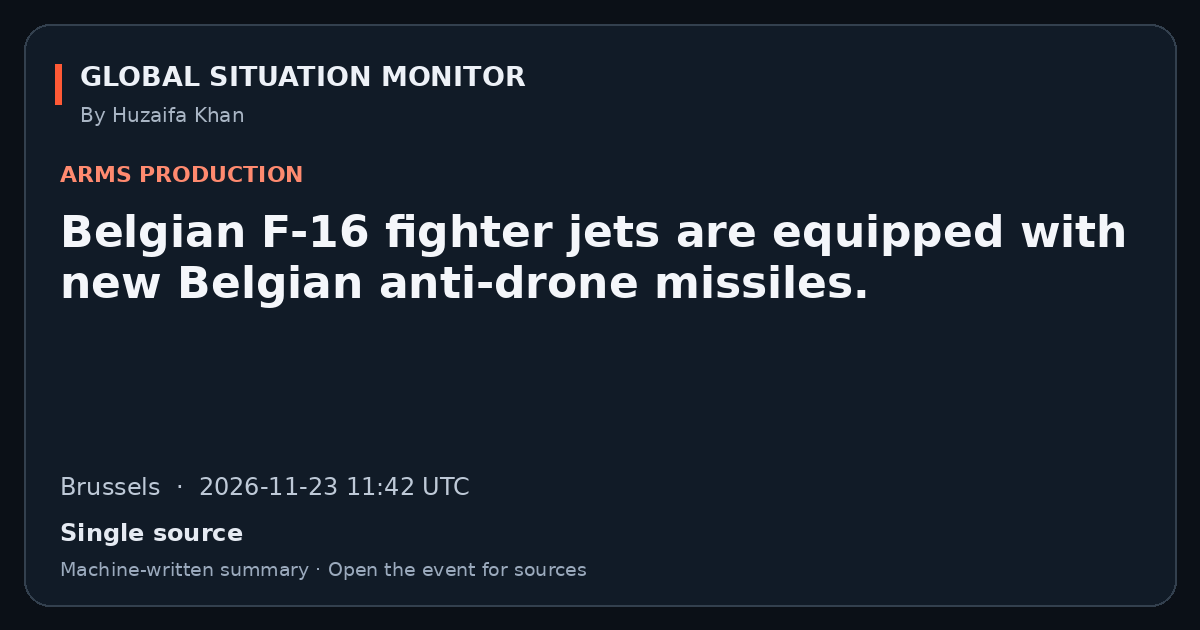 GLOBAL SITUATION MONITOR
By Huzaifa Khan
ARMS PRODUCTION
Belgian F-16 fighter jets are equipped with
new Belgian anti-drone missiles.
Brussels · 2026-11-23 11:42 UTC
Single source
Machine-written summary · Open the event for sources